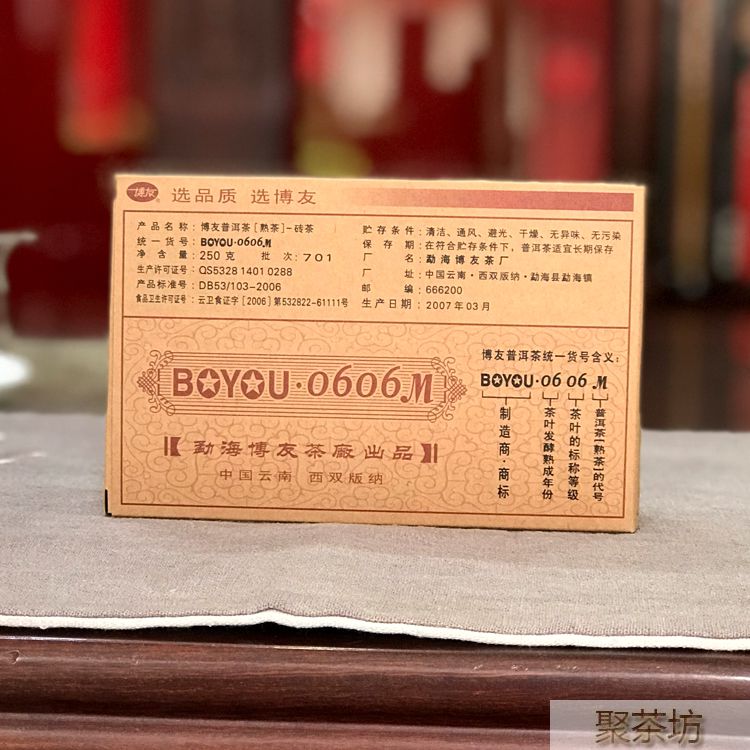 博友 选品质 选博友
产品名称：博友普洱茶[熟茶]-砖茶
统一货号：BOYOU·0606M
净含量：250克 批次：701
生产许可证号：QS5328 1401 0288
产品标准号：DB53/103-2006
食品卫生许可证号：云卫食证字[2006]第532822-61111号
贮存条件：清洁、通风、避光、干燥、无异味、无污染
保存期：在符合贮存条件下，普洱茶适宜长期保存
厂名：勐海博友茶厂
厂址：中国云南·西双版纳·勐海县勐海镇
邮编：666200
生产日期：2007年03月
BOYOU·0606M
勐海博友茶廠出品
中国云南 西双版纳
博友普洱茶统一货号含义：
BOYOU·06 06 M
制造商商标
茶叶发酵熟成年份
茶叶的标称等级
普洱茶[熟茶]的代号
聚茶坊